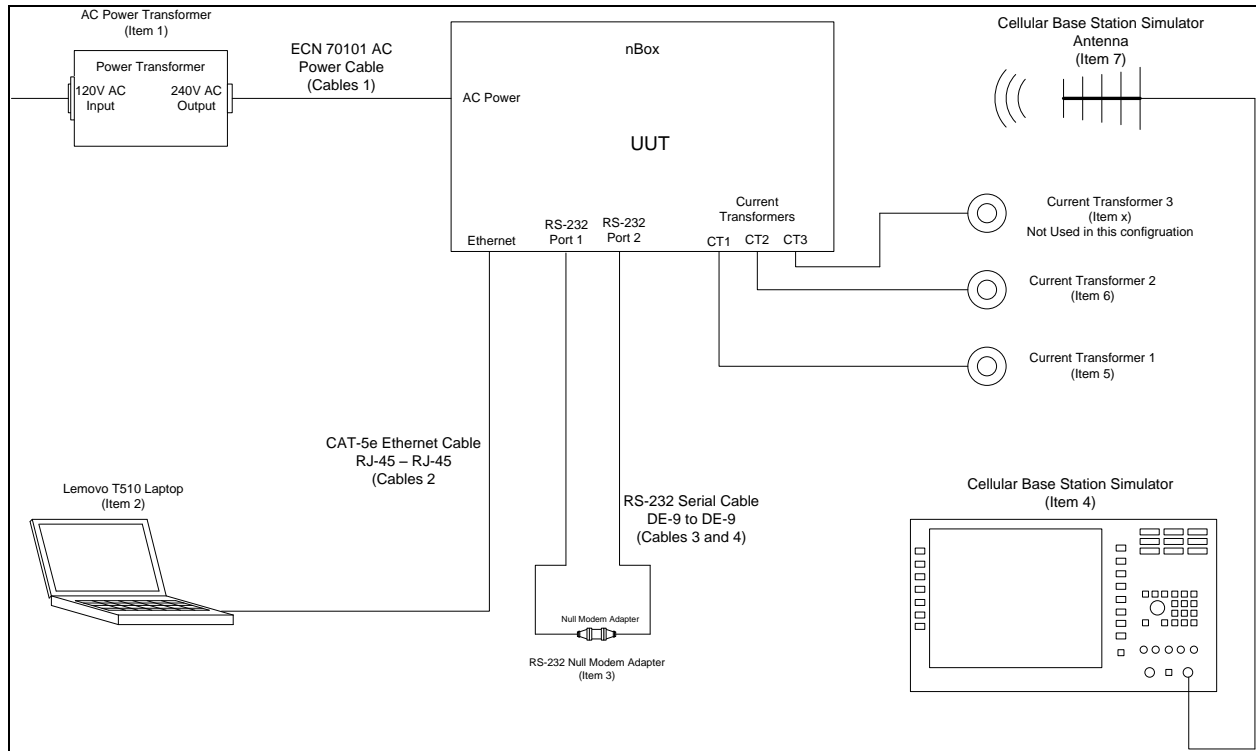 AC Power Transformer
(Item 1)
Power Transformer
120V AC
Input
240V AC
Output
ECN 70101 AC
Power Cable
(Cables 1)
nBox
AC Power
UUT
Current
Transformers
Ethernet
RS-232
Port 1
RS-232
Port 2
CT1
CT2
CT3
Cellular Base Station Simulator
Antenna
(Item 7)
Current Transformer 3
(Item x)
Not Used in this configruation
Current Transformer 2
(Item 6)
Current Transformer 1
(Item 5)
CAT-5e Ethernet Cable
RJ-45 – RJ-45
(Cables 2
Lemovo T510 Laptop
(Item 2)
RS-232 Serial Cable
DE-9 to DE-9
(Cables 3 and 4)
Null Modem Adapter
RS-232 Null Modem Adapter
(Item 3)
Cellular Base Station Simulator
(Item 4)